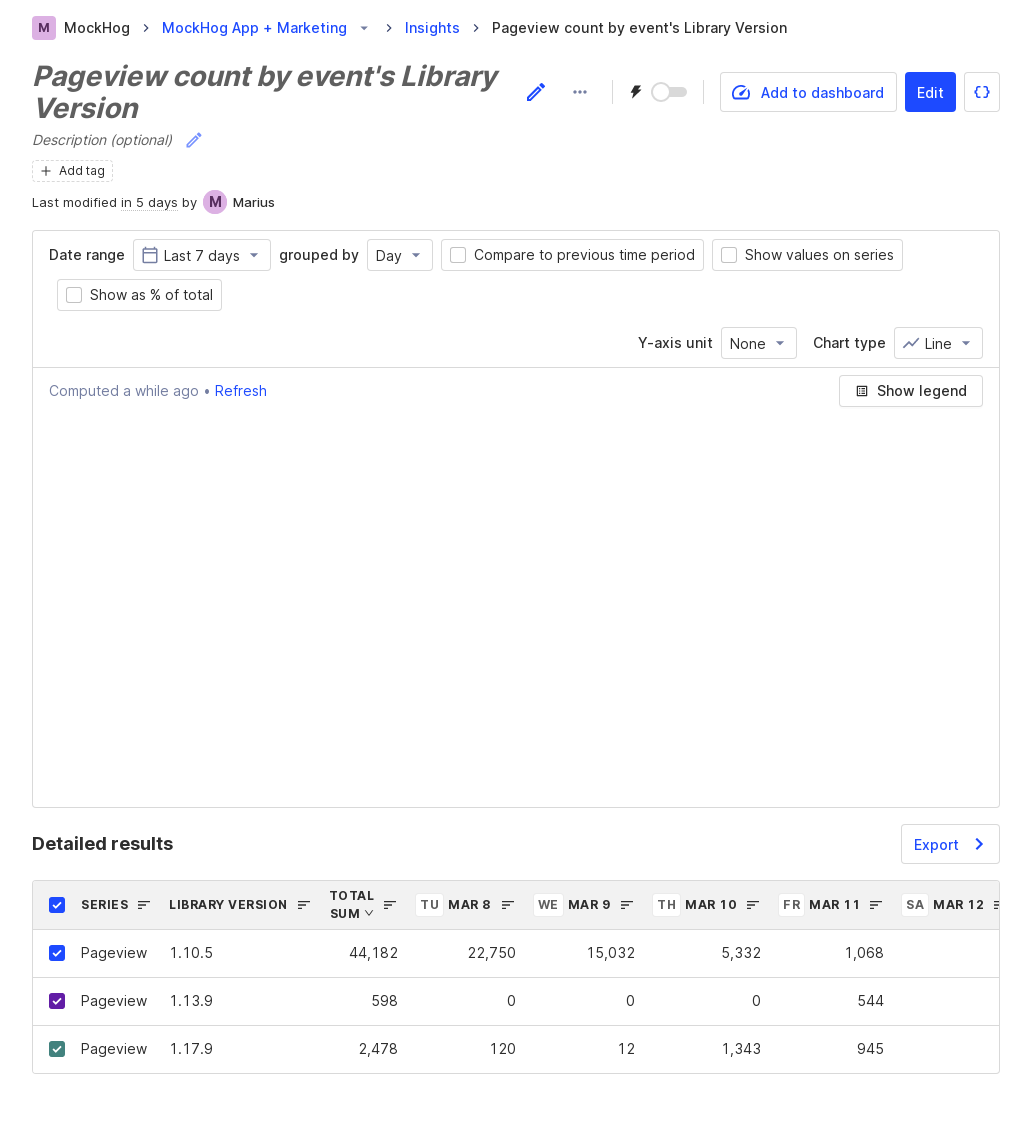 M MockHog MockHog App + Marketing Insights Pageview count by event's Library Version
Pageview count by event's Library
Version
Add to dashboard Edit
Description (optional)
Add tag
Last modified in 5 days by M Marius
Date range Last 7 days grouped by Day Compare to previous time period Show values on series
Show as % of total
Y-axis unit None Chart type Line
Computed a while ago • Refresh Show legend
Detailed results Export
SERIES LIBRARY VERSION TOTAL SUM TU MAR 8 WE MAR 9 TH MAR 10 FR MAR 11 SA MAR 12
Pageview 1.10.5 44,182 22,750 15,032 5,332 1,068
Pageview 1.13.9 598 0 0 0 544
Pageview 1.17.9 2,478 120 12 1,343 945